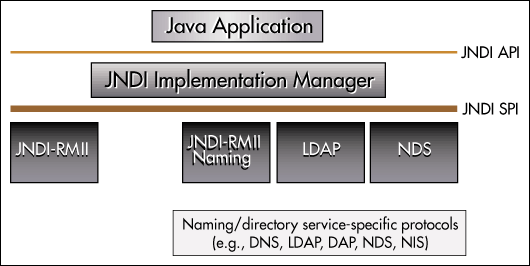 Java Application
JNDI API
JNDI Implementation Manager
JNDI SPI
JNDI-RMII
JNDI-RMII
Naming
LDAP
NDS
Naming/directory service-specific protocols
(e.g., DNS, LDAP, DAP, NDS, NIS)